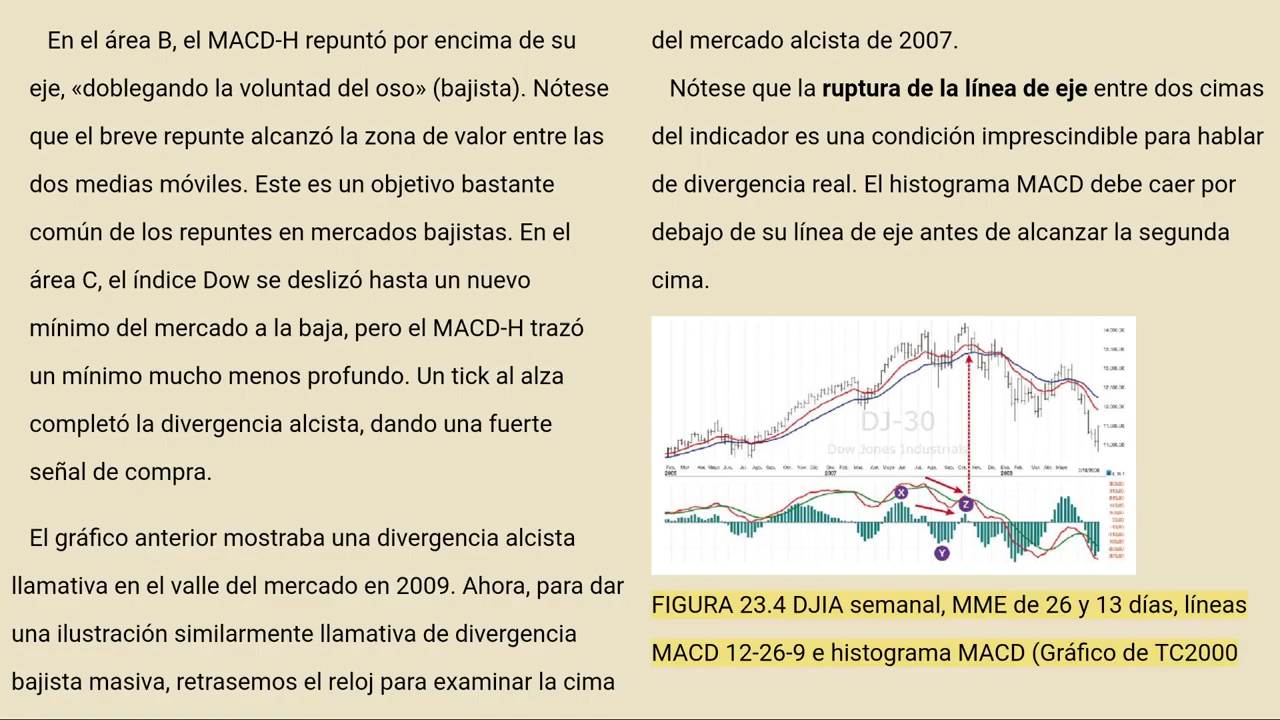 En el área B, el MACD-H repuntó por encima de su
eje, «doblegando la voluntad del oso» (bajista). Nótese
que el breve repunte alcanzó la zona de valor entre las
dos medias móviles. Este es un objetivo bastante
común de los repuntes en mercados bajistas. En el
área C, el índice Dow se deslizó hasta un nuevo
mínimo del mercado a la baja, pero el MACD-H trazó
un mínimo mucho menos profundo. Un tick al alza
completó la divergencia alcista, dando una fuerte
señal de compra.
El gráfico anterior mostraba una divergencia alcista
llamativa en el valle del mercado en 2009. Ahora, para dar
una ilustración similarmente llamativa de divergencia
bajista masiva, retrasemos el reloj para examinar la cima
del mercado alcista de 2007.
Nótese que la ruptura de la línea de eje entre dos cimas
del indicador es una condición imprescindible para hablar
de divergencia real. El histograma MACD debe caer por
debajo de su línea de eje antes de alcanzar la segunda
cima.
DJ-30
Dow Jones Industrials
2007
X
Z
Y
FIGURA 23.4 DJIA semanal, MME de 26 y 13 días, líneas
MACD 12-26-9 e histograma MACD (Gráfico de TC2000